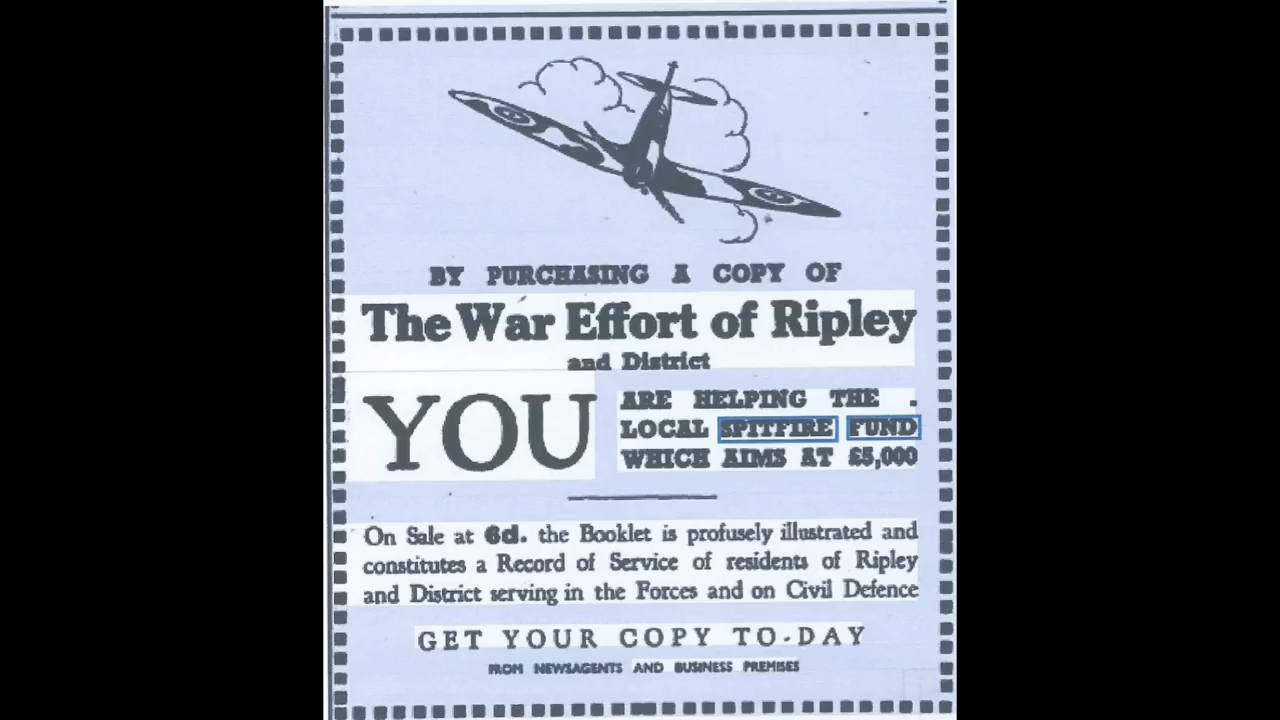 BY PURCHASING A COPY OF
The War Effort of Ripley
and District
YOU
ARE HELPING THE .
LOCAL SPITFIRE FUND
WHICH AIMS AT £5,000
On Sale at 6d. the Booklet is profusely illustrated and
constitutes a Record of Service of residents of Ripley
and District serving in the Forces and on Civil Defence
GET YOUR COPY TO-DAY
FROM NEWSAGENTS AND BUSINESS PREMISES